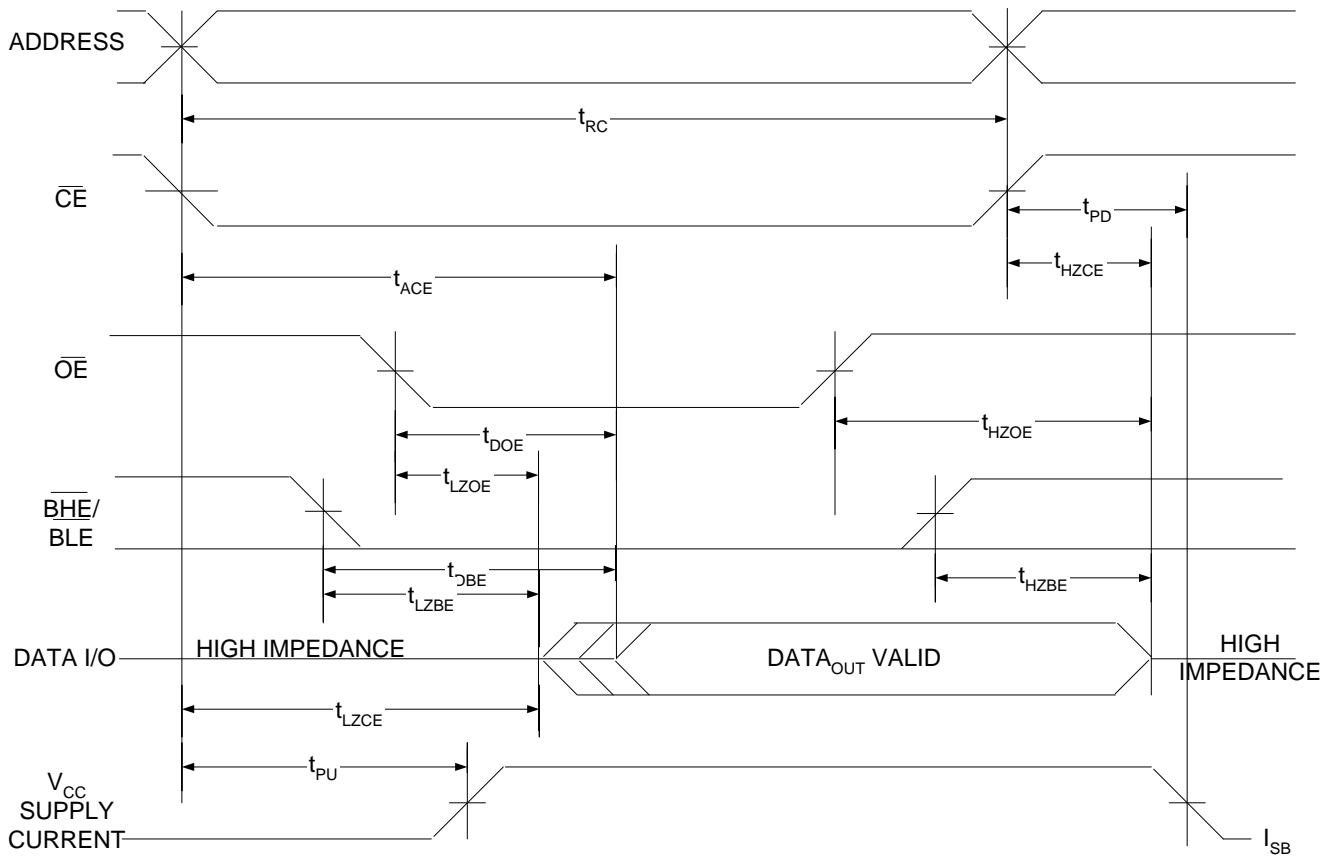 ADDRESS
tRC
CE
tPD
tHZCE
tACE
OE
tDOE
tHZOE
tLZOE
BHE/
BLE
tDBE
tHZBE
tLZBE
DATA I/O
HIGH IMPEDANCE
DATAOUT VALID
HIGH
IMPEDANCE
tLZCE
tPU
VCC
SUPPLY
CURRENT
ISB